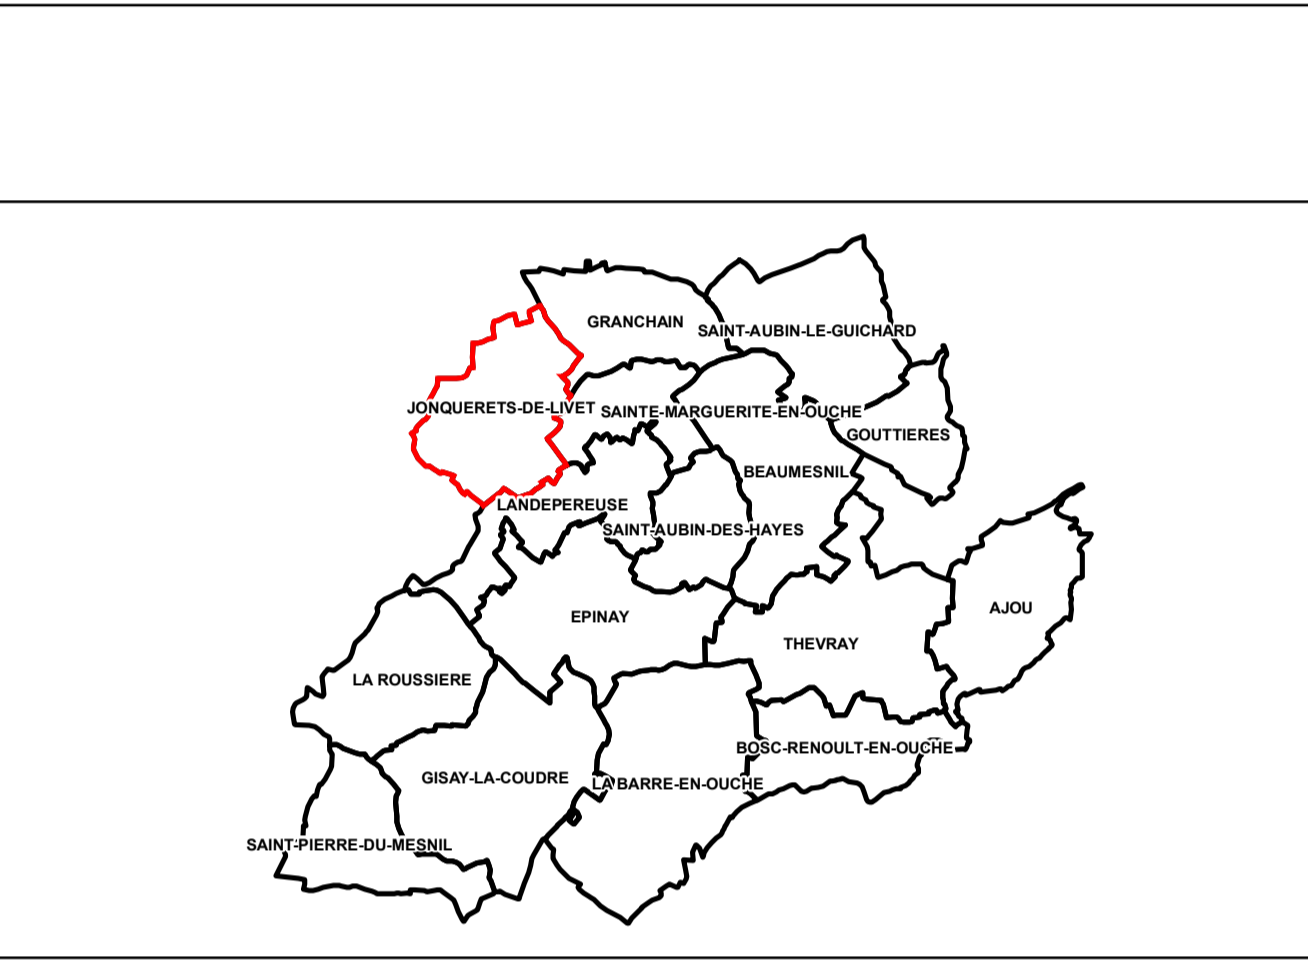 GRANCHAIN
SAINT-AUBIN-LE-GUICHARD
JONQUERETS-DE-LIVET
SAINTE-MARGUERITE-EN-OUCHE
GOUTTIERES
BEAUMESNIL
LANDEPEREUSE
SAINT-AUBIN-DES-HAYES
AJOU
EPINAY
THEVRAY
LA ROUSSIERE
BOSC-RENOULT-EN-OUCHE
GISAY-LA-COUDRE
LA BARRE-EN-OUCHE
SAINT-PIERRE-DU-MESNIL